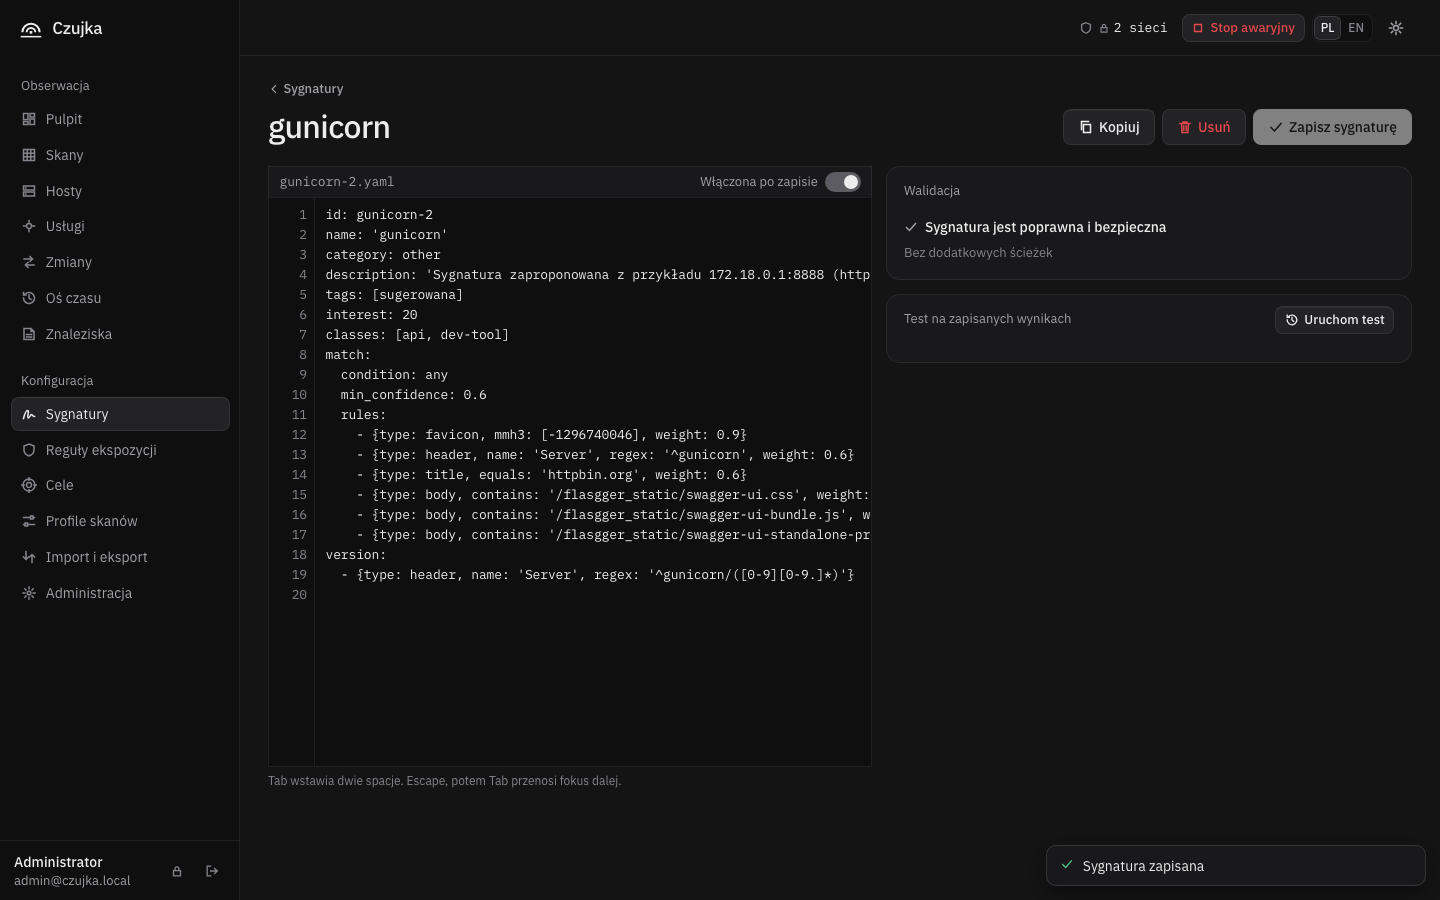 Czujka
2 sieci
Stop awaryjny
PL
EN
Obserwacja
Pulpit
Skany
Hosty
Usługi
Zmiany
Oś czasu
Znaleziska
Konfiguracja
Sygnatury
Reguły ekspozycji
Cele
Profile skanów
Import i eksport
Administracja
Administrator
admin@czujka.local
Sygnatury
gunicorn
Kopiuj
Usuń
Zapisz sygnaturę
gunicorn-2.yaml
Włączona po zapisie
1 id: gunicorn-2
2 name: 'gunicorn'
3 category: other
4 description: 'Sygnatura zaproponowana z przykładu 172.18.0.1:8888 (http
5 tags: [sugerowana]
6 interest: 20
7 classes: [api, dev-tool]
8 match:
9   condition: any
10   min_confidence: 0.6
11   rules:
12     - {type: favicon, mmh3: [-1296740046], weight: 0.9}
13     - {type: header, name: 'Server', regex: '^gunicorn', weight: 0.6}
14     - {type: title, equals: 'httpbin.org', weight: 0.6}
15     - {type: body, contains: '/flasgger_static/swagger-ui.css', weight:
16     - {type: body, contains: '/flasgger_static/swagger-ui-bundle.js', w
17     - {type: body, contains: '/flasgger_static/swagger-ui-standalone-pr
18 version:
19   - {type: header, name: 'Server', regex: '^gunicorn/([0-9][0-9.]*)'}
20
Tab wstawia dwie spacje. Escape, potem Tab przenosi fokus dalej.
Walidacja
Sygnatura jest poprawna i bezpieczna
Bez dodatkowych ścieżek
Test na zapisanych wynikach
Uruchom test
Sygnatura zapisana